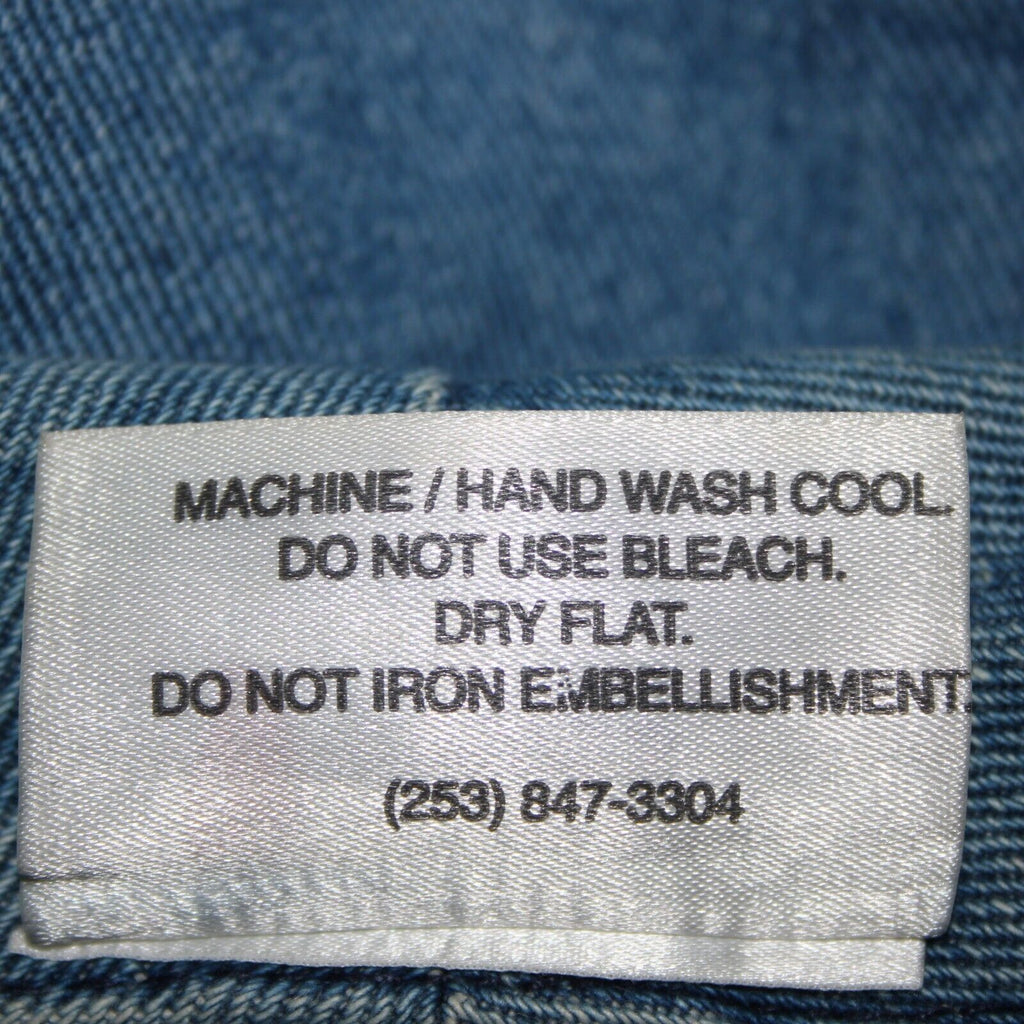 MACHINE / HAND WASH COOL.
DO NOT USE BLEACH.
DRY FLAT.
DO NOT IRON EMBELLISHMENT.
(253) 847-3304